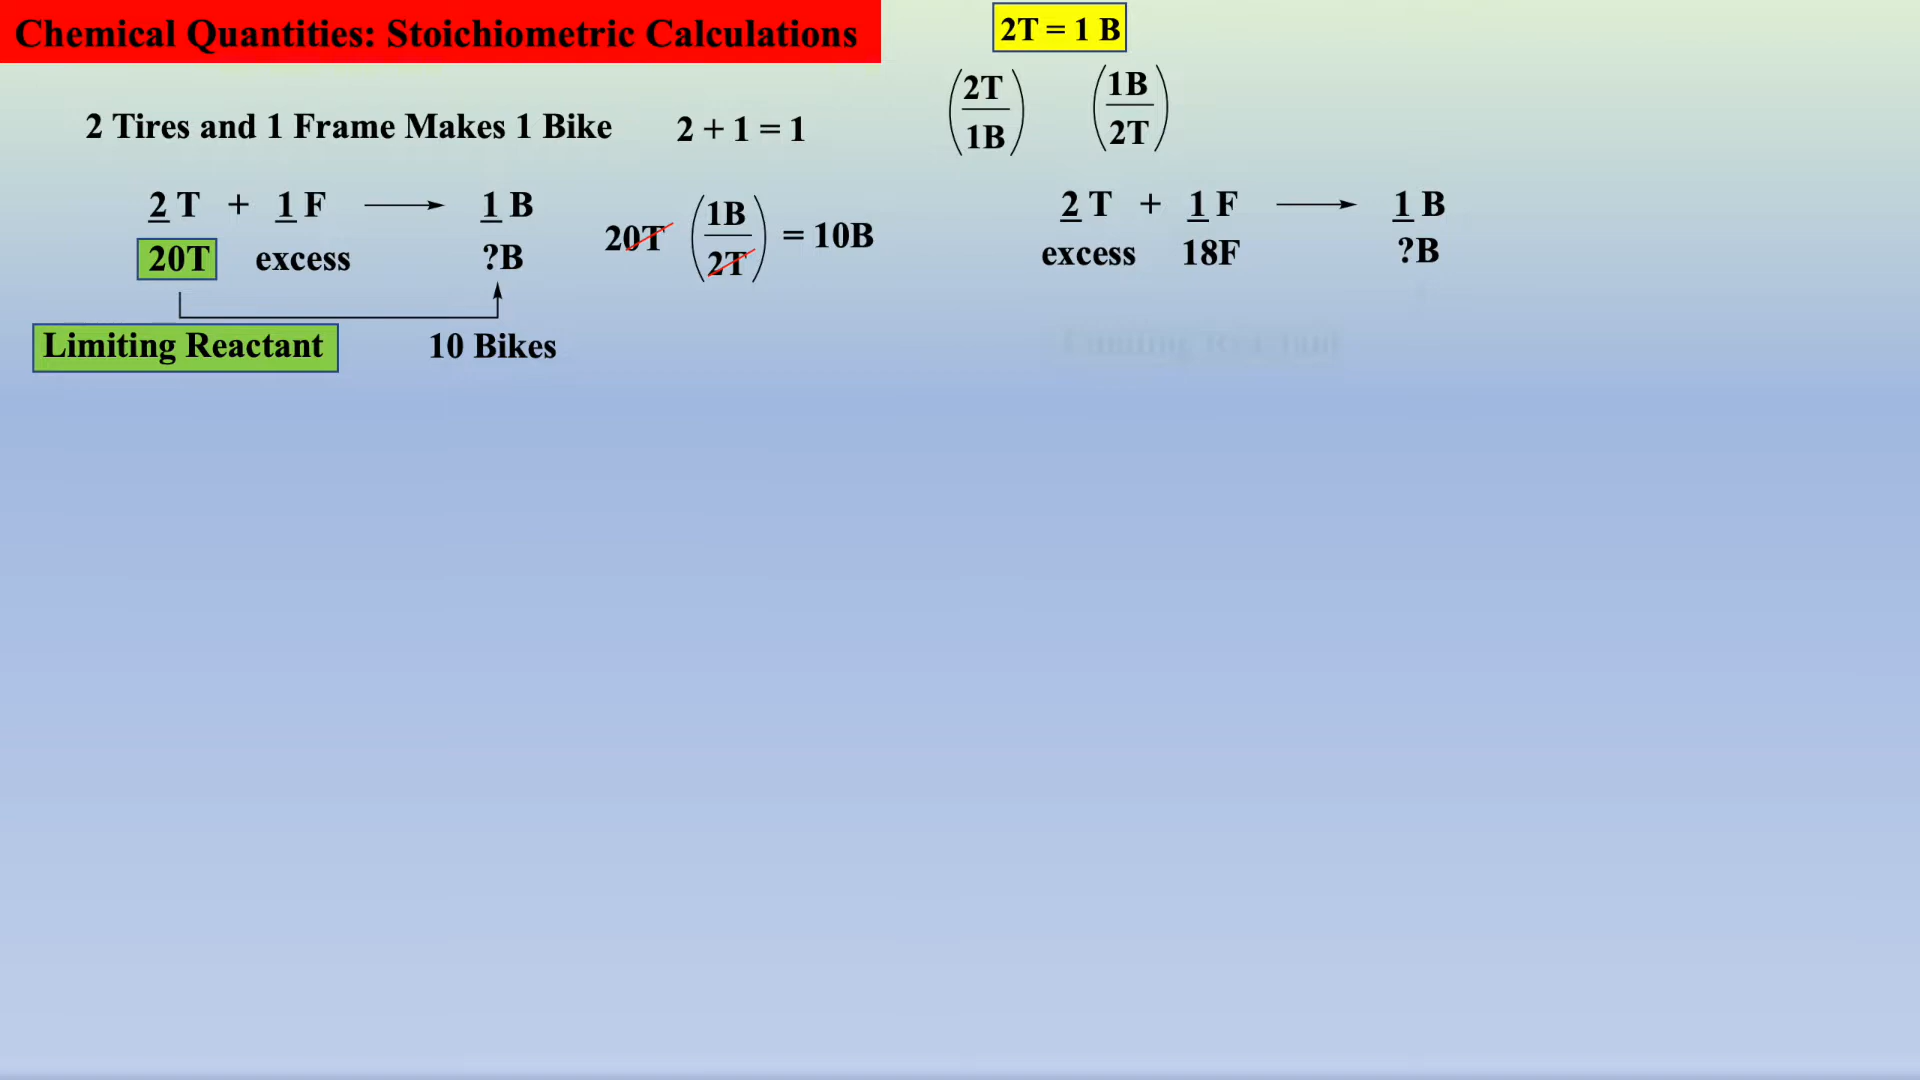 Chemical Quantities: Stoichiometric Calculations
2T = 1 B
2 Tires and 1 Frame Makes 1 Bike
2 + 1 = 1
2T
1B
1B
2T
2 T + 1 F ⟶ 1 B
20T excess ?B
20T (1B/2T) = 10B
Limiting Reactant
10 Bikes
2 T + 1 F ⟶ 1 B
excess 18F ?B
Limiting Reactant